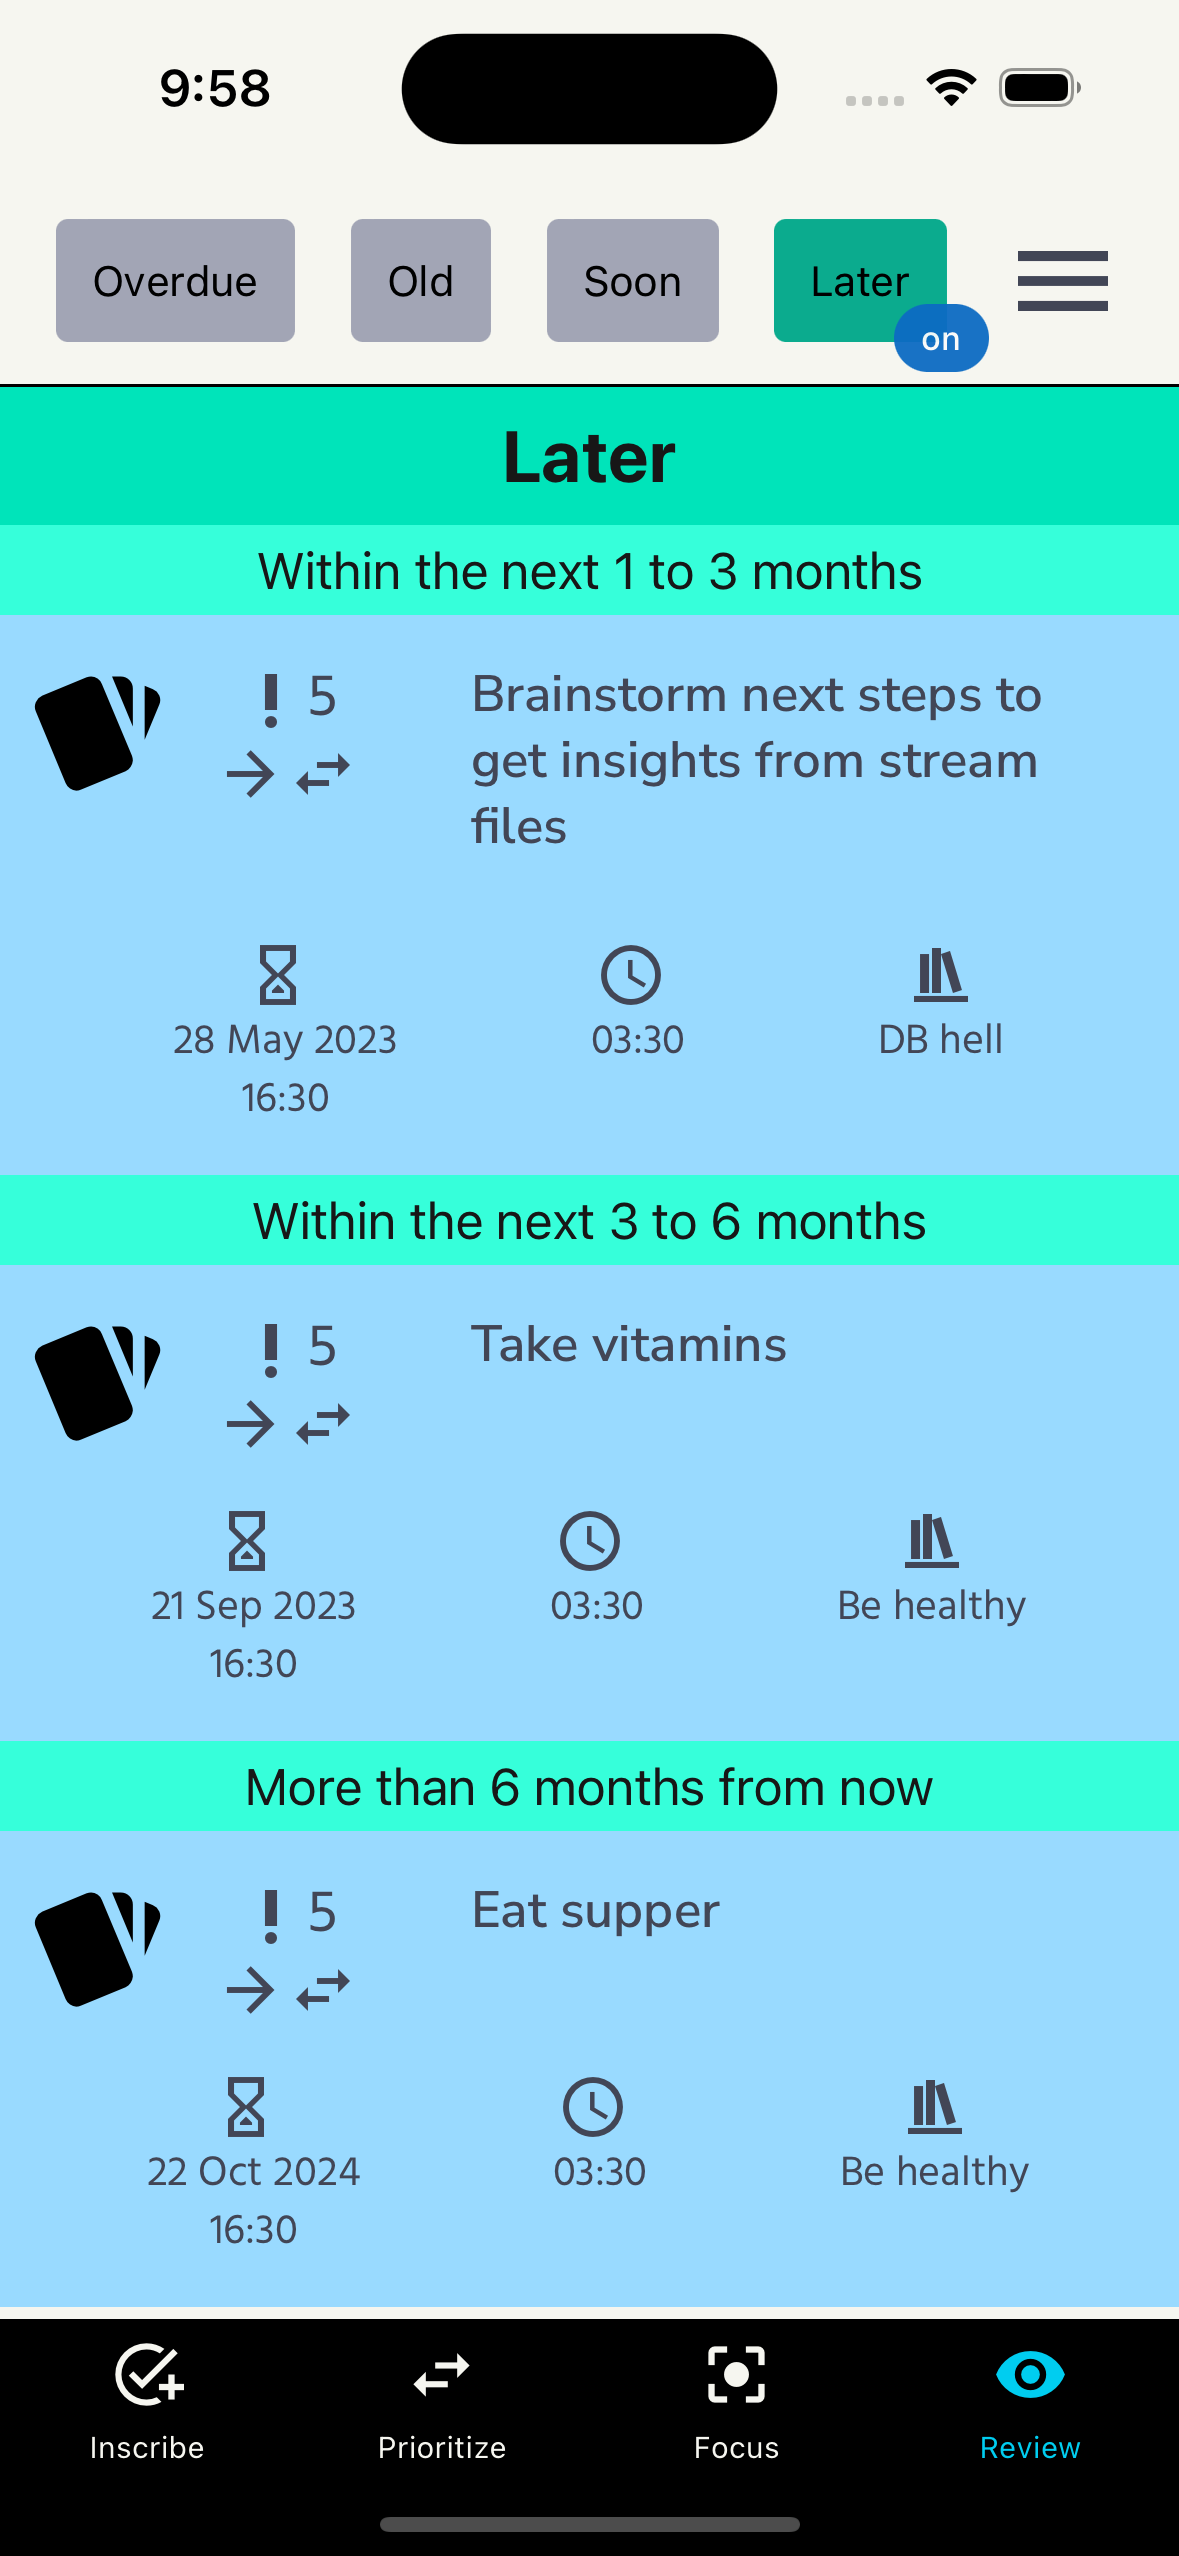 9:58
Overdue
Old
Soon
Later
on
Later
Within the next 1 to 3 months
5
Brainstorm next steps to
get insights from stream
files
28 May 2023
16:30
03:30
DB hell
Within the next 3 to 6 months
5
Take vitamins
21 Sep 2023
16:30
03:30
Be healthy
More than 6 months from now
5
Eat supper
22 Oct 2024
16:30
03:30
Be healthy
Inscribe
Prioritize
Focus
Review